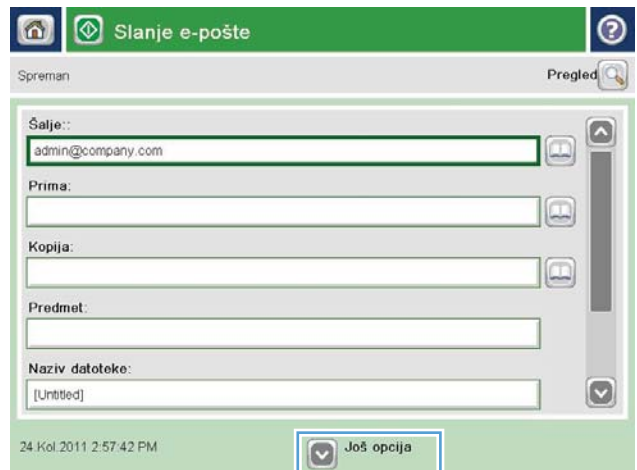 Slanje e-pošte
?
Spreman
Pregled
Šalje::
admin@company.com
Prima:
Kopija:
Predmet:
Naziv datoteke:
[Untitled]
24.Kol.2011 2:57:42 PM
Još opcija